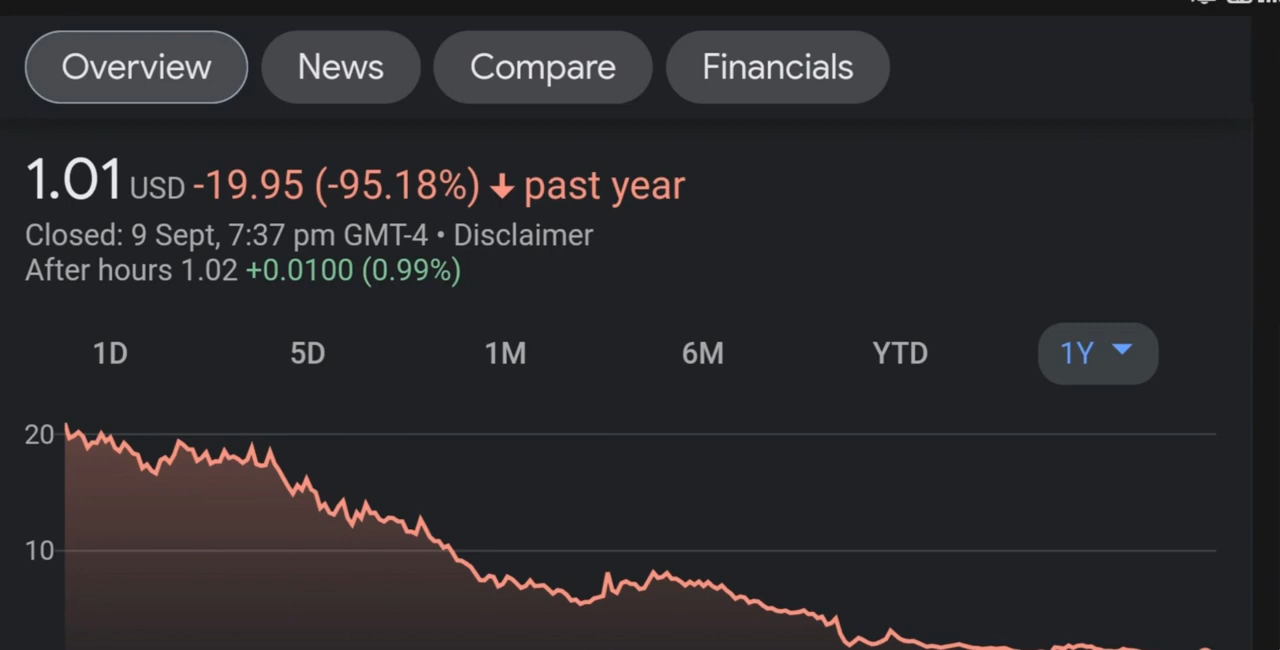 Overview News Compare Financials
1.01 USD -19.95 (-95.18%) ↓ past year
Closed: 9 Sept, 7:37 pm GMT-4 • Disclaimer
After hours 1.02 +0.0100 (0.99%)
1D 5D 1M 6M YTD 1Y
20
10